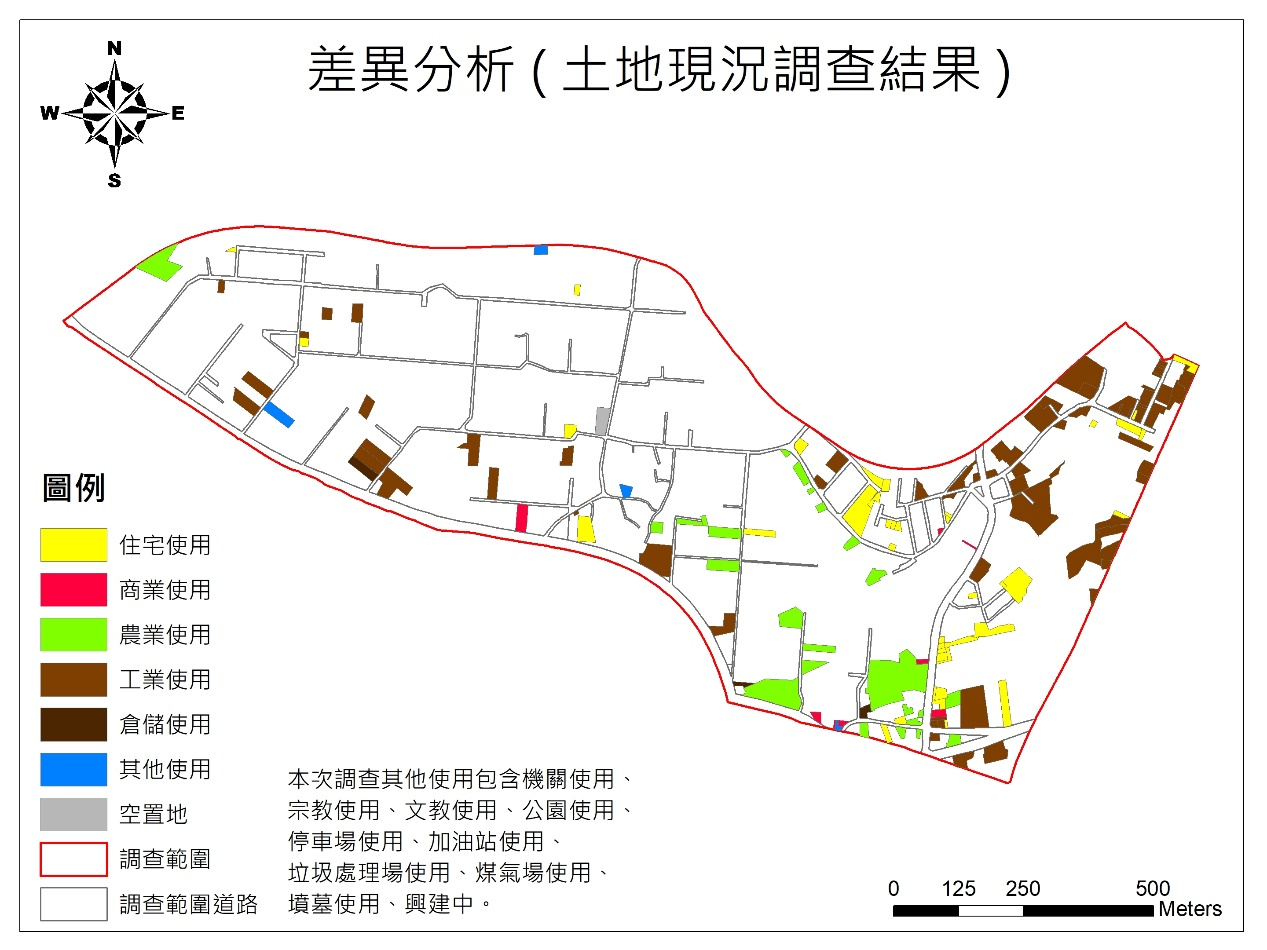 N
W E
S
差異分析 ( 土地現況調查結果 )
圖例
住宅使用
商業使用
農業使用
工業使用
倉儲使用
其他使用
空置地
調查範圍
調查範圍道路
本次調查其他使用包含機關使用、
宗教使用、文教使用、公園使用、
停車場使用、加油站使用、
垃圾處理場使用、煤氣場使用、
墳墓使用、興建中。
0 125 250 500
Meters